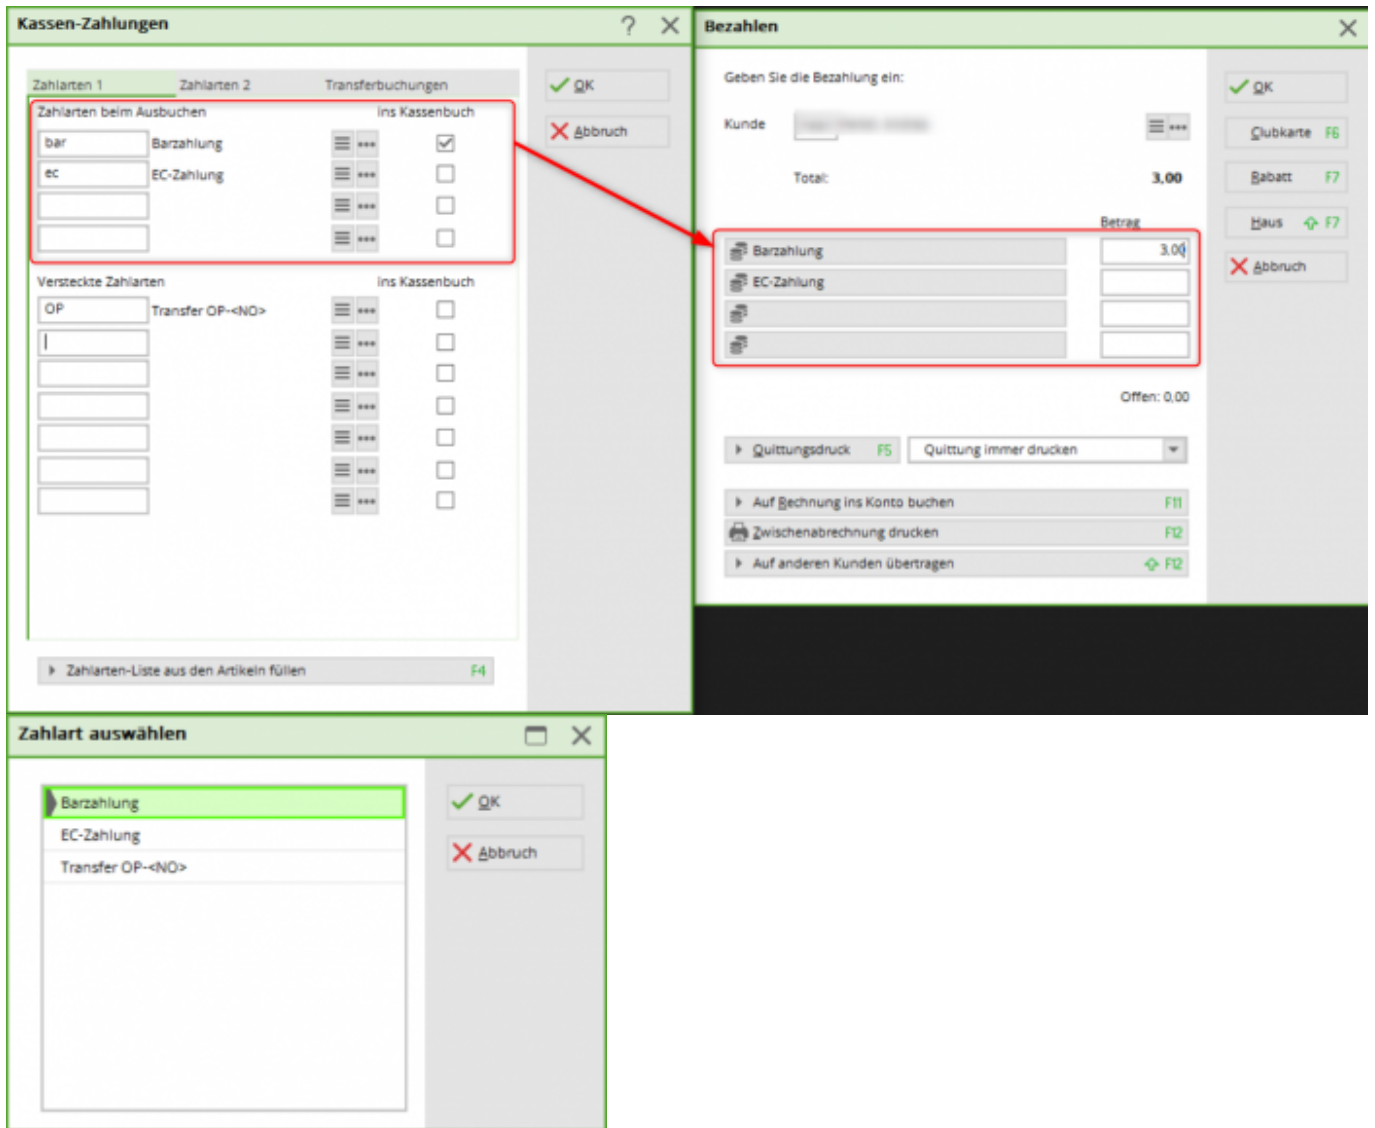 Kassen-Zahlungen ?
Zahlarten 1 Zahlarten 2 Transferbuchungen
Zahlarten beim Ausbuchen ins Kassenbuch
bar Barzahlung
ec EC-Zahlung
Versteckte Zahlarten ins Kassenbuch
OP Transfer OP-<NO>
Zahlarten-Liste aus den Artikeln füllen F4
OK
Abbruch
Bezahlen
Geben Sie die Bezahlung ein:
Kunde
Total: 3,00
Betrag
Barzahlung 3.00
EC-Zahlung
Offen: 0,00
Quittungsdruck F5 Quittung immer drucken
Auf Rechnung ins Konto buchen F11
Zwischenabrechnung drucken F12
Auf anderen Kunden übertragen F12
OK
Clubkarte F6
Rabatt F7
Haus F7
Abbruch
Zahlart auswählen
Barzahlung
EC-Zahlung
Transfer OP-<NO>
OK
Abbruch